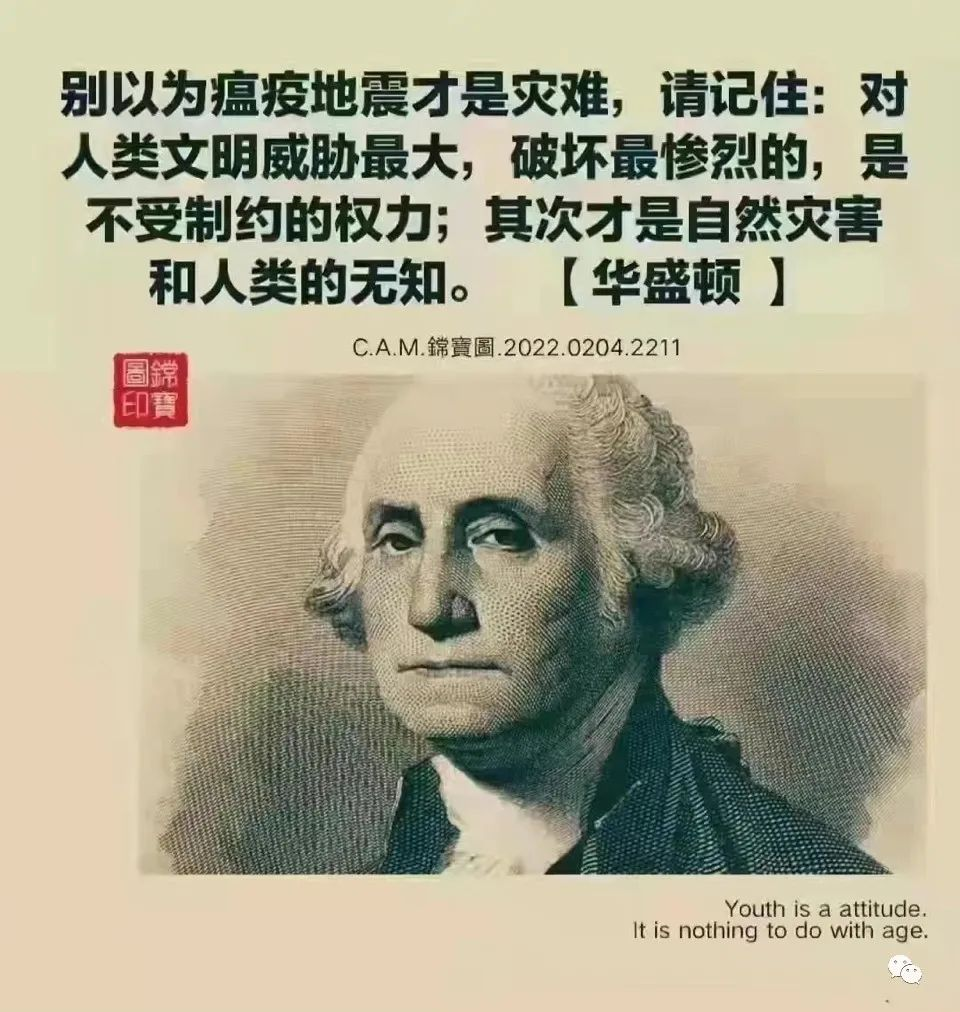 别以为瘟疫地震才是灾难，请记住：对
人类文明威胁最大，破坏最惨烈的，是
不受制约的权力；其次才是自然灾害
和人类的无知。 【华盛顿 】
C.A.M.鐣寶圖.2022.0204.2211
圖鐣
印寶
Youth is a attitude.
It is nothing to do with age.